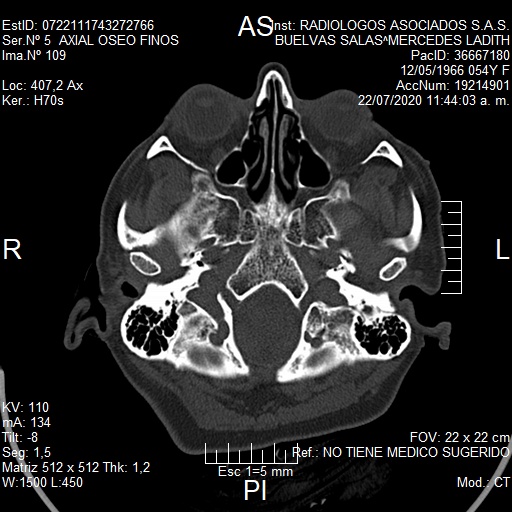 EstID: 0722111743272766
Ser.Nº 5 AXIAL OSEO FINOS
Ima.Nº 109
Loc: 407,2 Ax
Ker.: H70s
AS
Inst: RADIOLOGOS ASOCIADOS S.A.S.
BUELVAS SALAS^MERCEDES LADITH
PacID: 36667180
12/05/1966 054Y F
AccNum: 19214901
22/07/2020 11:44:03 a. m.
R
L
KV: 110
mA: 134
Tilt: -8
Seg: 1,5
Matriz 512 x 512 Thk: 1,2
W:1500 L:450
Esc 1=5 mm
PI
FOV: 22 x 22 cm
Ref.: NO TIENE MEDICO SUGERIDO
Mod.: CT